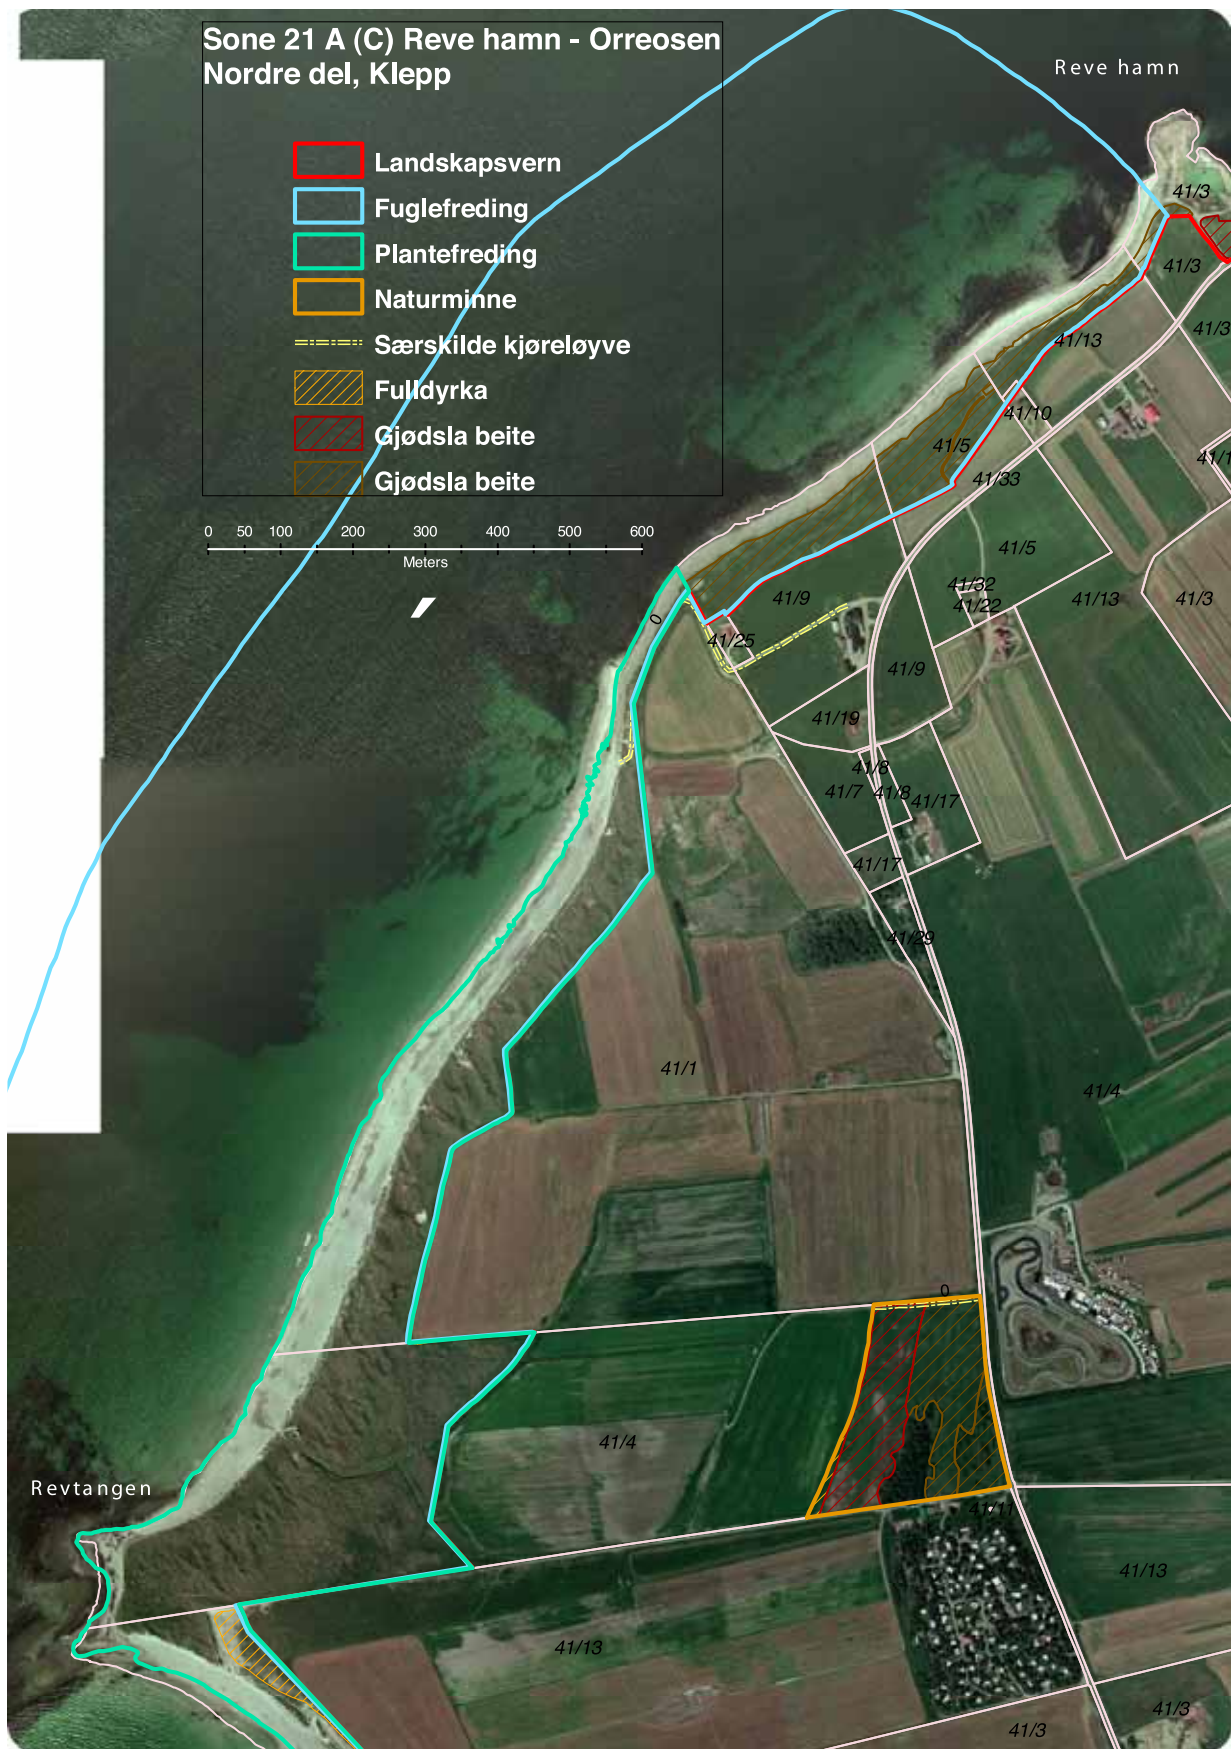 Sone 21 A (C) Reve hamn - Orreosen
Nordre del, Klepp
Landskapsvern
Fuglefreding
Plantefreding
Naturminne
Særskilde kjøreløyve
Fulldyrka
Gjødsla beite
Gjødsla beite
0 50 100 200 300 400 500 600
Meters
Reve hamn
41/3
41/3
41/3
41/13
41/10
41/5
41/33
41/5
41/32
41/22
41/13
41/3
41/9
0
41/25
41/9
41/19
41/8
41/7
41/8
41/17
41/17
41/29
41/1
41/4
0
41/4
Revtangen
41/11
41/13
41/13
41/3
41/3